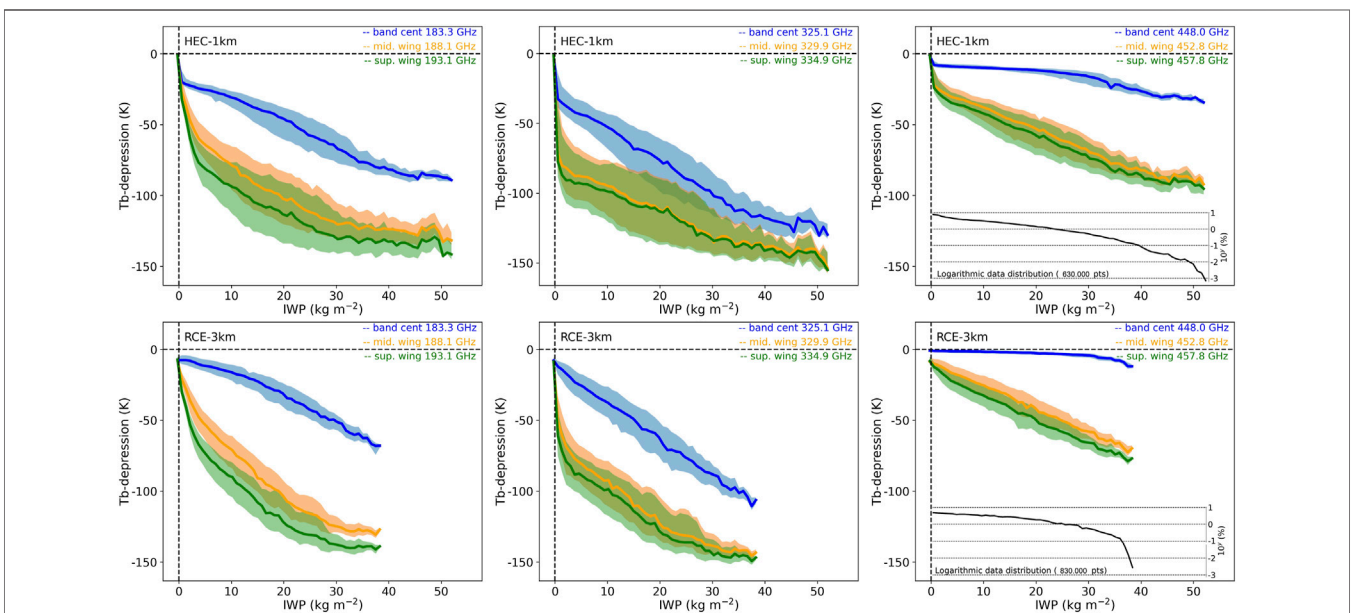 HEC-1km
-- band cent 183.3 GHz
-- mid. wing 188.1 GHz
-- sup. wing 193.1 GHz
Tb-depression (K)
0
-50
-100
-150
0 10 20 30 40 50
IWP (kg m⁻²)
HEC-1km
-- band cent 325.1 GHz
-- mid. wing 329.9 GHz
-- sup. wing 334.9 GHz
Tb-depression (K)
0
-50
-100
-150
0 10 20 30 40 50
IWP (kg m⁻²)
HEC-1km
-- band cent 448.0 GHz
-- mid. wing 452.8 GHz
-- sup. wing 457.8 GHz
Tb-depression (K)
0
-50
-100
-150
1
0
-1
-2
-3
10ʸ (%)
Logarithmic data distribution ( 630.000 pts)
0 10 20 30 40 50
IWP (kg m⁻²)
RCE-3km
-- band cent 183.3 GHz
-- mid. wing 188.1 GHz
-- sup. wing 193.1 GHz
Tb-depression (K)
0
-50
-100
-150
0 10 20 30 40 50
IWP (kg m⁻²)
RCE-3km
-- band cent 325.1 GHz
-- mid. wing 329.9 GHz
-- sup. wing 334.9 GHz
Tb-depression (K)
0
-50
-100
-150
0 10 20 30 40 50
IWP (kg m⁻²)
RCE-3km
-- band cent 448.0 GHz
-- mid. wing 452.8 GHz
-- sup. wing 457.8 GHz
Tb-depression (K)
0
-50
-100
-150
1
0
-1
-2
-3
10ʸ (%)
Logarithmic data distribution ( 830.000 pts)
0 10 20 30 40 50
IWP (kg m⁻²)